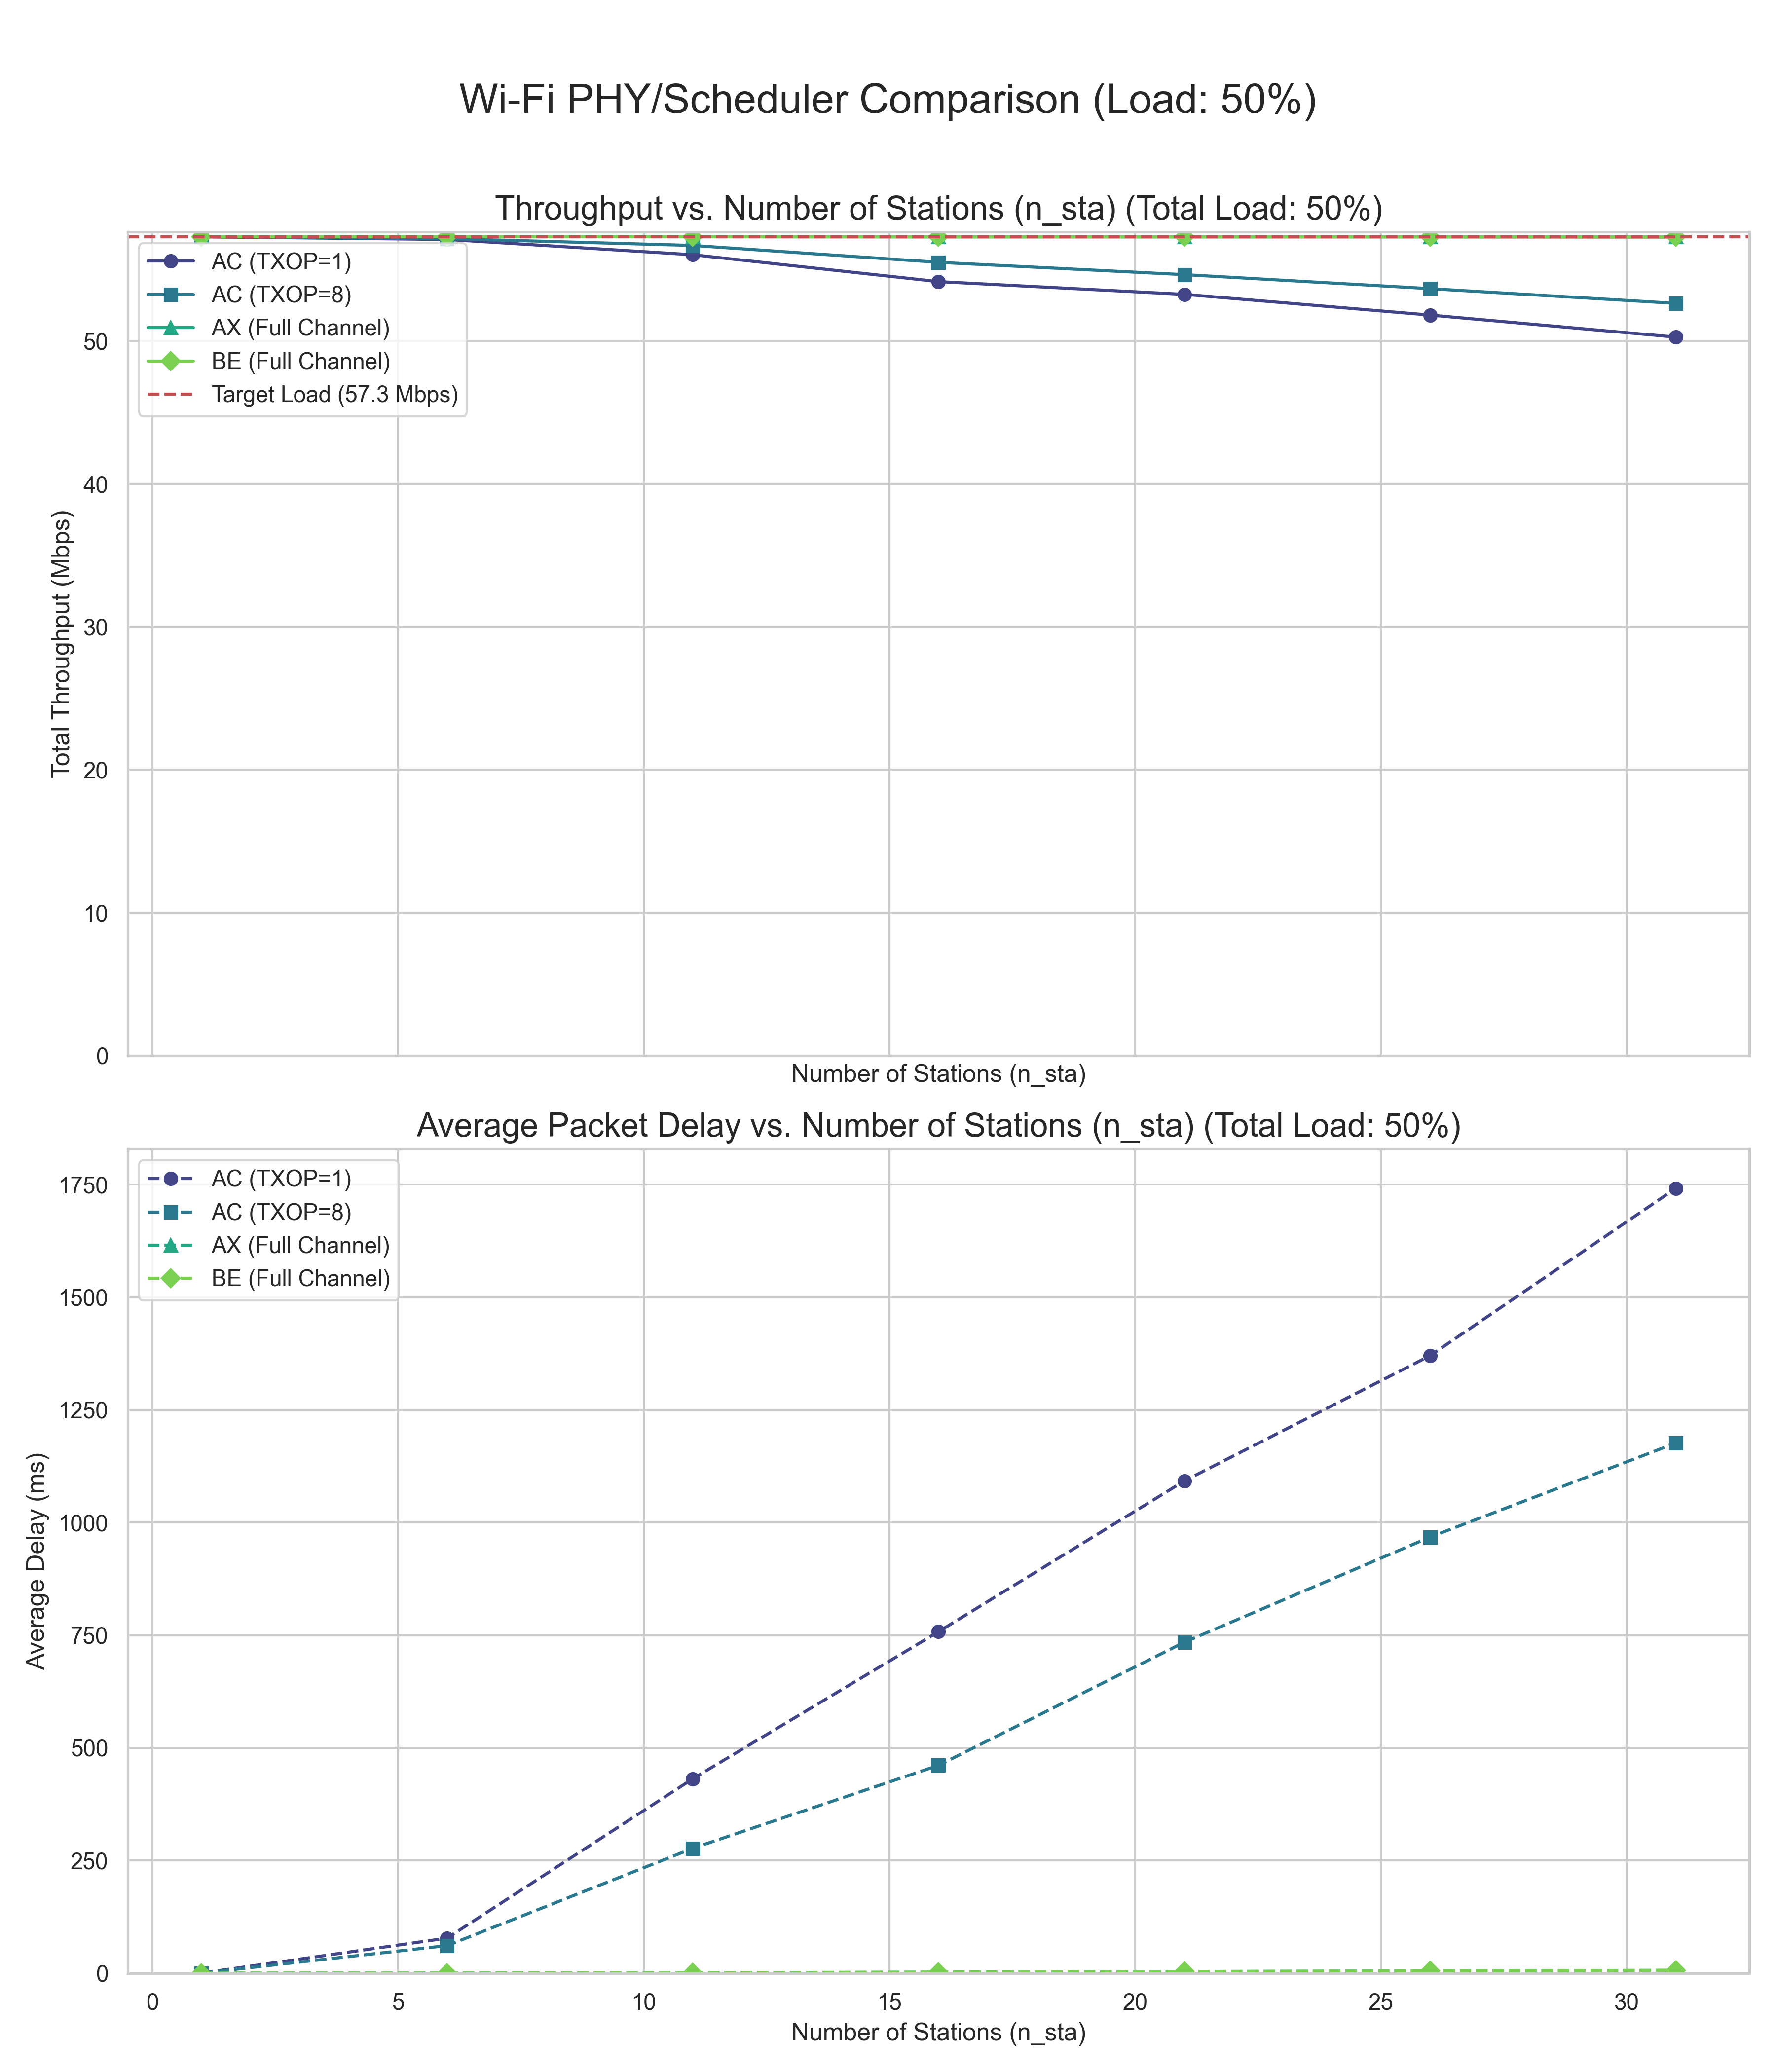 Wi-Fi PHY/Scheduler Comparison (Load: 50%)
Throughput vs. Number of Stations (n_sta) (Total Load: 50%)
AC (TXOP=1)
AC (TXOP=8)
AX (Full Channel)
BE (Full Channel)
Target Load (57.3 Mbps)
Total Throughput (Mbps)
50
40
30
20
10
0
Number of Stations (n_sta)
Average Packet Delay vs. Number of Stations (n_sta) (Total Load: 50%)
AC (TXOP=1)
AC (TXOP=8)
AX (Full Channel)
BE (Full Channel)
Average Delay (ms)
1750
1500
1250
1000
750
500
250
0
0 5 10 15 20 25 30
Number of Stations (n_sta)